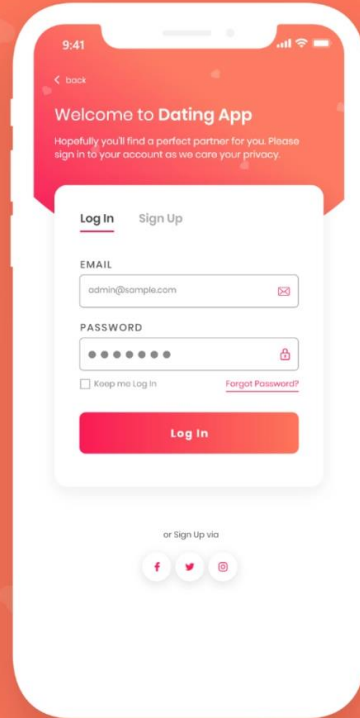 9:41
back
Welcome to Dating App
Hopefully you'll find a perfect partner for you. Please
sign in to your account as we care your privacy.
Log In Sign Up
EMAIL
admin@sample.com
PASSWORD
Keep me Log In Forgot Password?
Log In
or Sign Up via